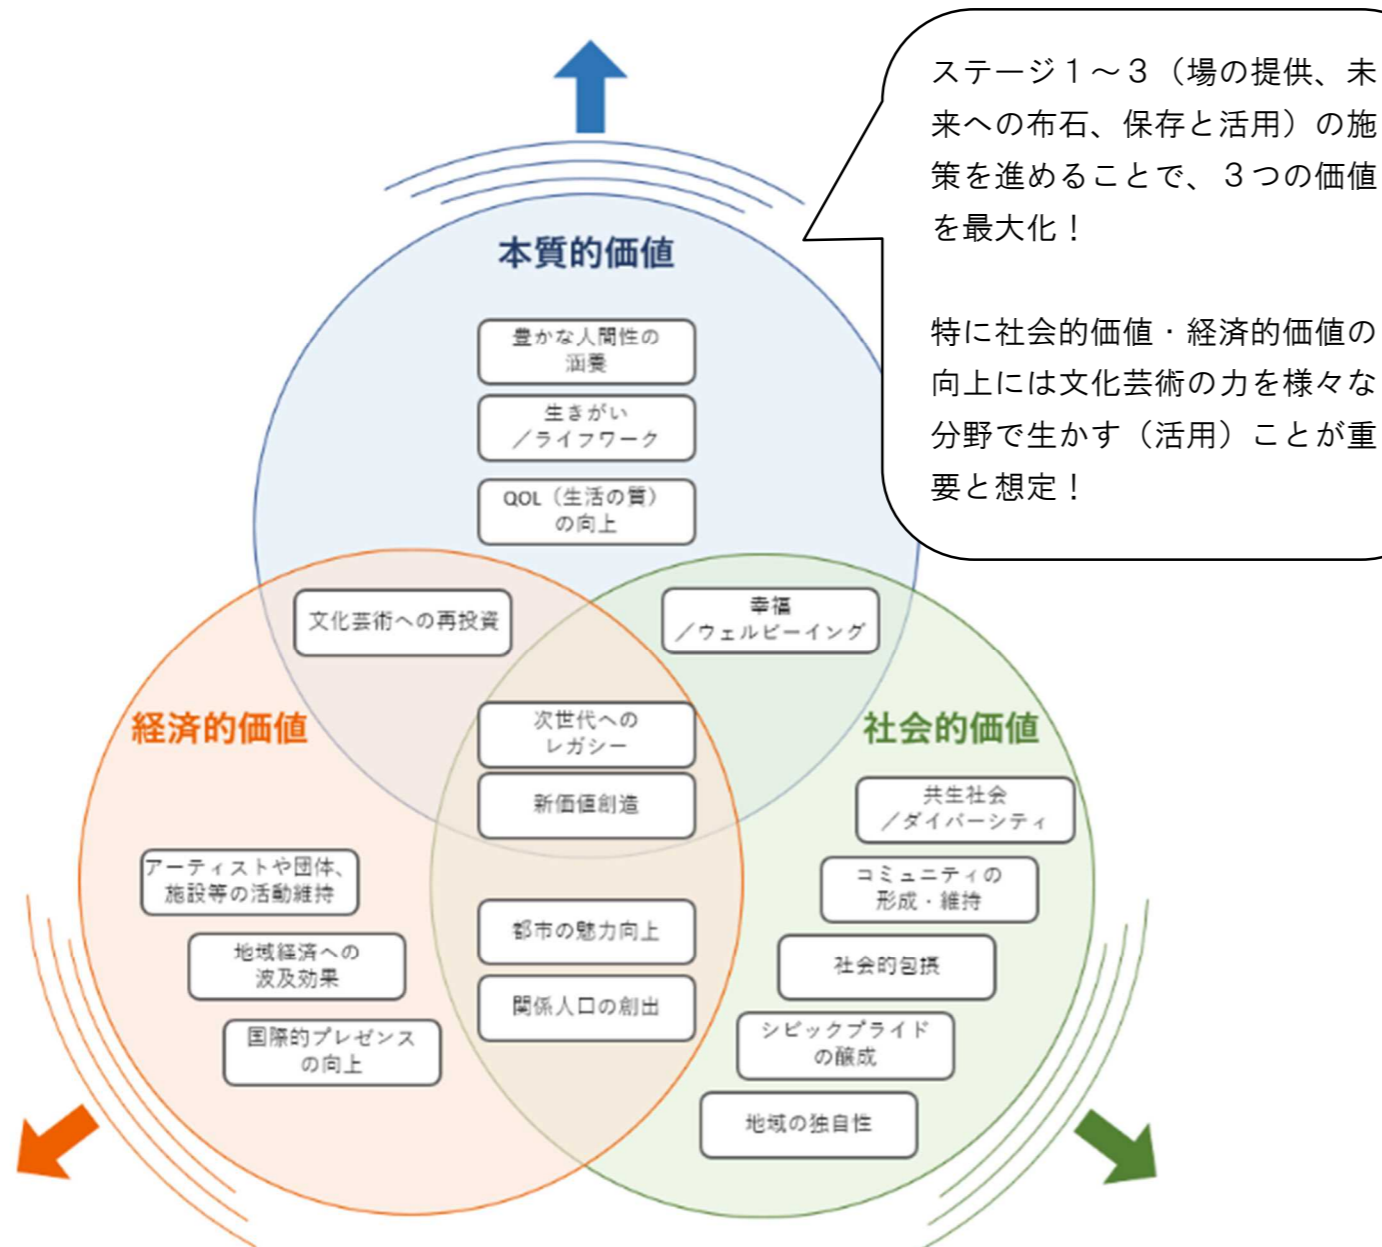 ステージ１～３（場の提供、未
来への布石、保存と活用）の施
策を進めることで、３つの価値
を最大化！
特に社会的価値・経済的価値の
向上には文化芸術の力を様々な
分野で生かす（活用）ことが重
要と想定！
本質的価値
豊かな人間性の
涵養
生きがい
／ライフワーク
QOL（生活の質）
の向上
文化芸術への再投資
幸福
／ウェルビーイング
経済的価値
次世代への
レガシー
社会的価値
新価値創造
共生社会
／ダイバーシティ
アーティストや団体、
施設等の活動維持
コミュニティの
形成・維持
都市の魅力向上
地域経済への
波及効果
社会的包摂
関係人口の創出
国際的プレゼンス
の向上
シビックプライド
の醸成
地域の独自性